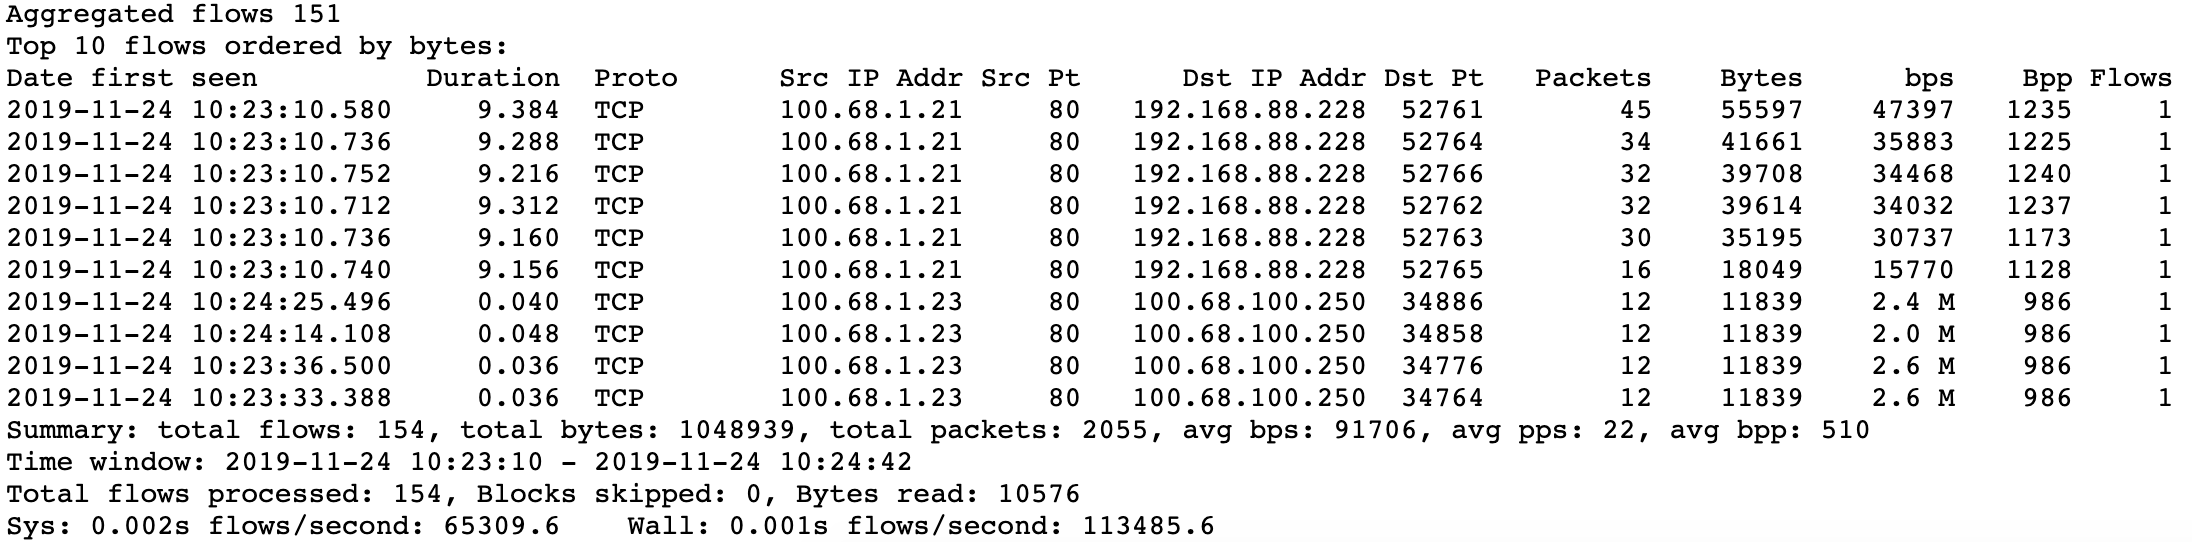 Aggregated flows 151
Top 10 flows ordered by bytes:
Date first seen Duration Proto Src IP Addr Src Pt Dst IP Addr Dst Pt Packets Bytes bps Bpp Flows
2019-11-24 10:23:10.580 9.384 TCP 100.68.1.21 80 192.168.88.228 52761 45 55597 47397 1235 1
2019-11-24 10:23:10.736 9.288 TCP 100.68.1.21 80 192.168.88.228 52764 34 41661 35883 1225 1
2019-11-24 10:23:10.752 9.216 TCP 100.68.1.21 80 192.168.88.228 52766 32 39708 34468 1240 1
2019-11-24 10:23:10.712 9.312 TCP 100.68.1.21 80 192.168.88.228 52762 32 39614 34032 1237 1
2019-11-24 10:23:10.736 9.160 TCP 100.68.1.21 80 192.168.88.228 52763 30 35195 30737 1173 1
2019-11-24 10:23:10.740 9.156 TCP 100.68.1.21 80 192.168.88.228 52765 16 18049 15770 1128 1
2019-11-24 10:24:25.496 0.040 TCP 100.68.1.23 80 100.68.100.250 34886 12 11839 2.4 M 986 1
2019-11-24 10:24:14.108 0.048 TCP 100.68.1.23 80 100.68.100.250 34858 12 11839 2.0 M 986 1
2019-11-24 10:23:36.500 0.036 TCP 100.68.1.23 80 100.68.100.250 34776 12 11839 2.6 M 986 1
2019-11-24 10:23:33.388 0.036 TCP 100.68.1.23 80 100.68.100.250 34764 12 11839 2.6 M 986 1
Summary: total flows: 154, total bytes: 1048939, total packets: 2055, avg bps: 91706, avg pps: 22, avg bpp: 510
Time window: 2019-11-24 10:23:10 - 2019-11-24 10:24:42
Total flows processed: 154, Blocks skipped: 0, Bytes read: 10576
Sys: 0.002s flows/second: 65309.6 Wall: 0.001s flows/second: 113485.6